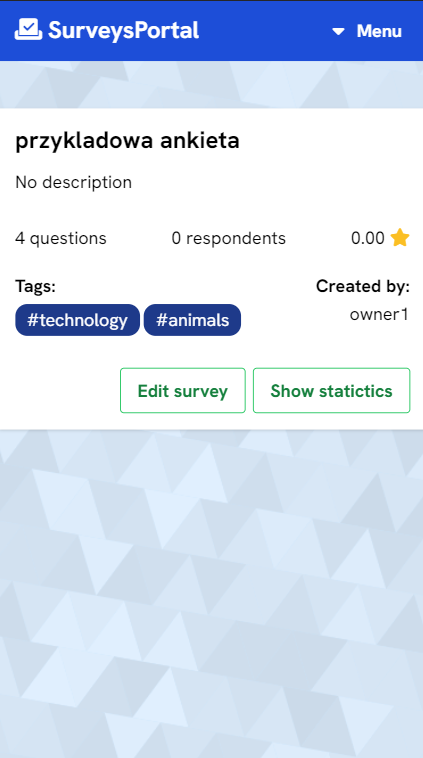 SurveysPortal Menu
przykladowa ankieta
No description
4 questions 0 respondents 0.00
Tags: Created by:
#technology #animals owner1
Edit survey Show statictics